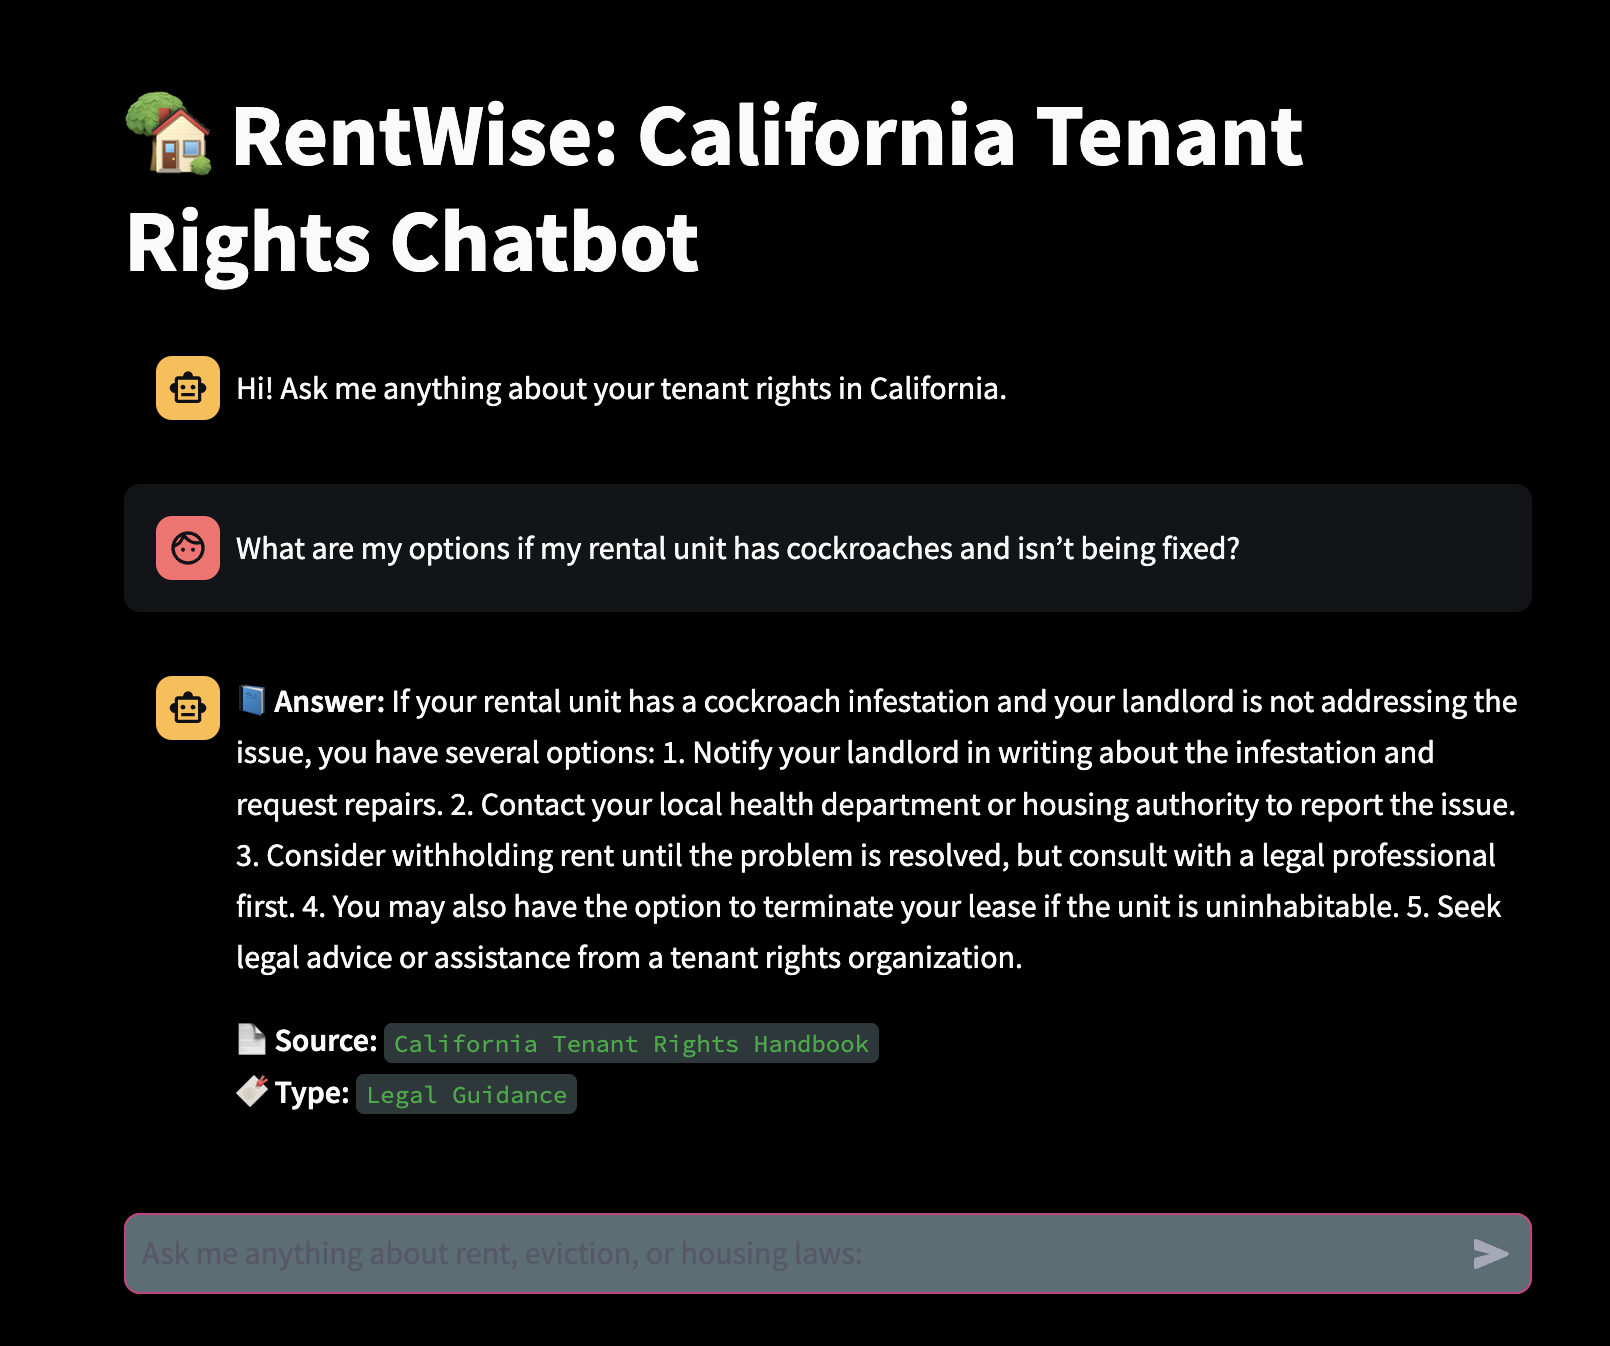 RentWise: California Tenant
Rights Chatbot
Hi! Ask me anything about your tenant rights in California.
What are my options if my rental unit has cockroaches and isn’t being fixed?
Answer: If your rental unit has a cockroach infestation and your landlord is not addressing the
issue, you have several options: 1. Notify your landlord in writing about the infestation and
request repairs. 2. Contact your local health department or housing authority to report the issue.
3. Consider withholding rent until the problem is resolved, but consult with a legal professional
first. 4. You may also have the option to terminate your lease if the unit is uninhabitable. 5. Seek
legal advice or assistance from a tenant rights organization.
Source: California Tenant Rights Handbook
Type: Legal Guidance
Ask me anything about rent, eviction, or housing laws: